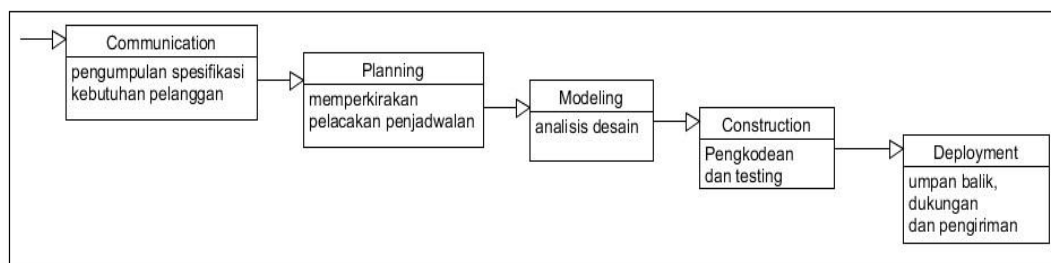 Communication
pengumpulan spesifikasi
kebutuhan pelanggan
Planning
memperkirakan
pelacakan penjadwalan
Modeling
analisis desain
Construction
Pengkodean
dan testing
Deployment
umpan balik,
dukungan
dan pengiriman